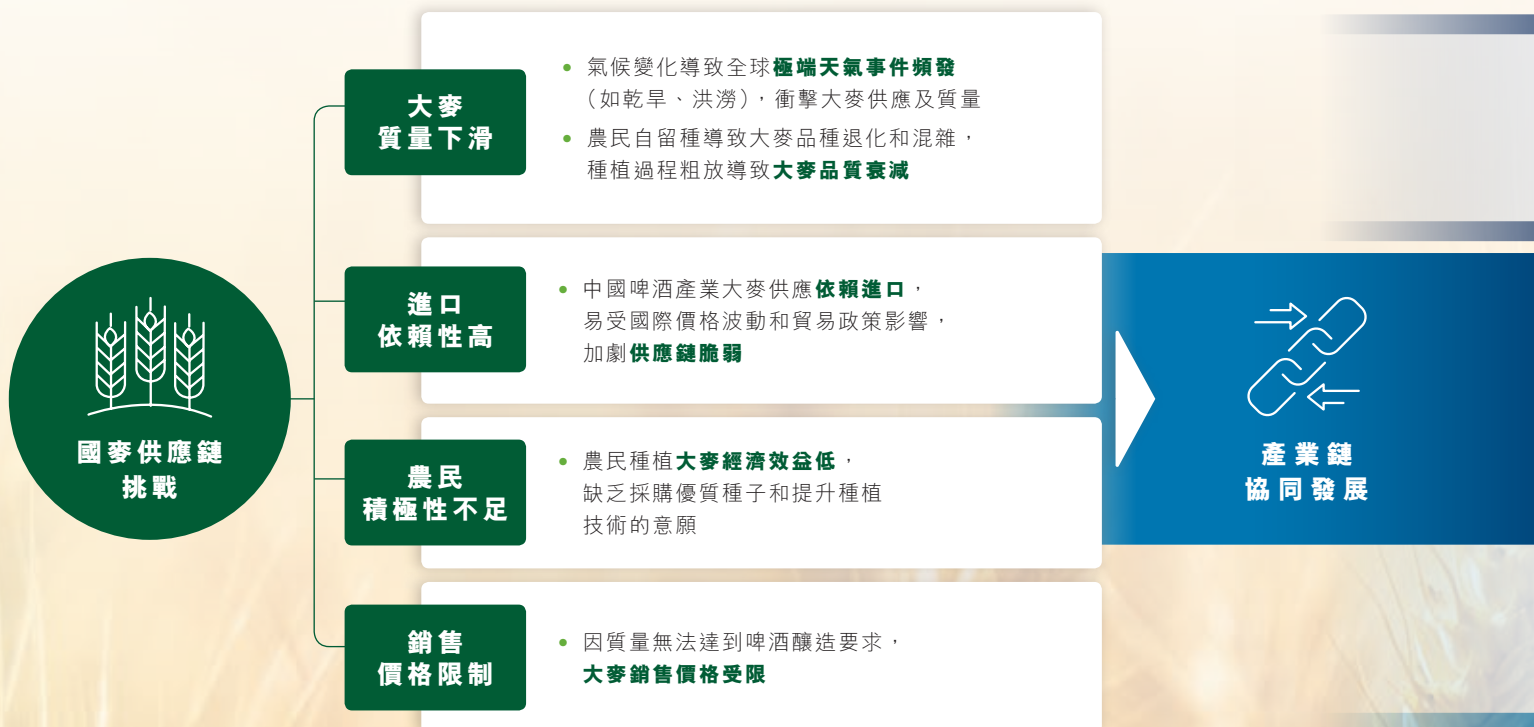 國麥供應鏈
挑戰
大麥
質量下滑
• 氣候變化導致全球極端天氣事件頻發
（如乾旱、洪澇），衝擊大麥供應及質量
• 農民自留種導致大麥品種退化和混雜，
種植過程粗放導致大麥品質衰減
進口
依賴性高
• 中國啤酒產業大麥供應依賴進口，
易受國際價格波動和貿易政策影響，
加劇供應鏈脆弱
農民
積極性不足
• 農民種植大麥經濟效益低，
缺乏採購優質種子和提升種植
技術的意願
銷售
價格限制
• 因質量無法達到啤酒釀造要求，
大麥銷售價格受限
產業鏈
協同發展